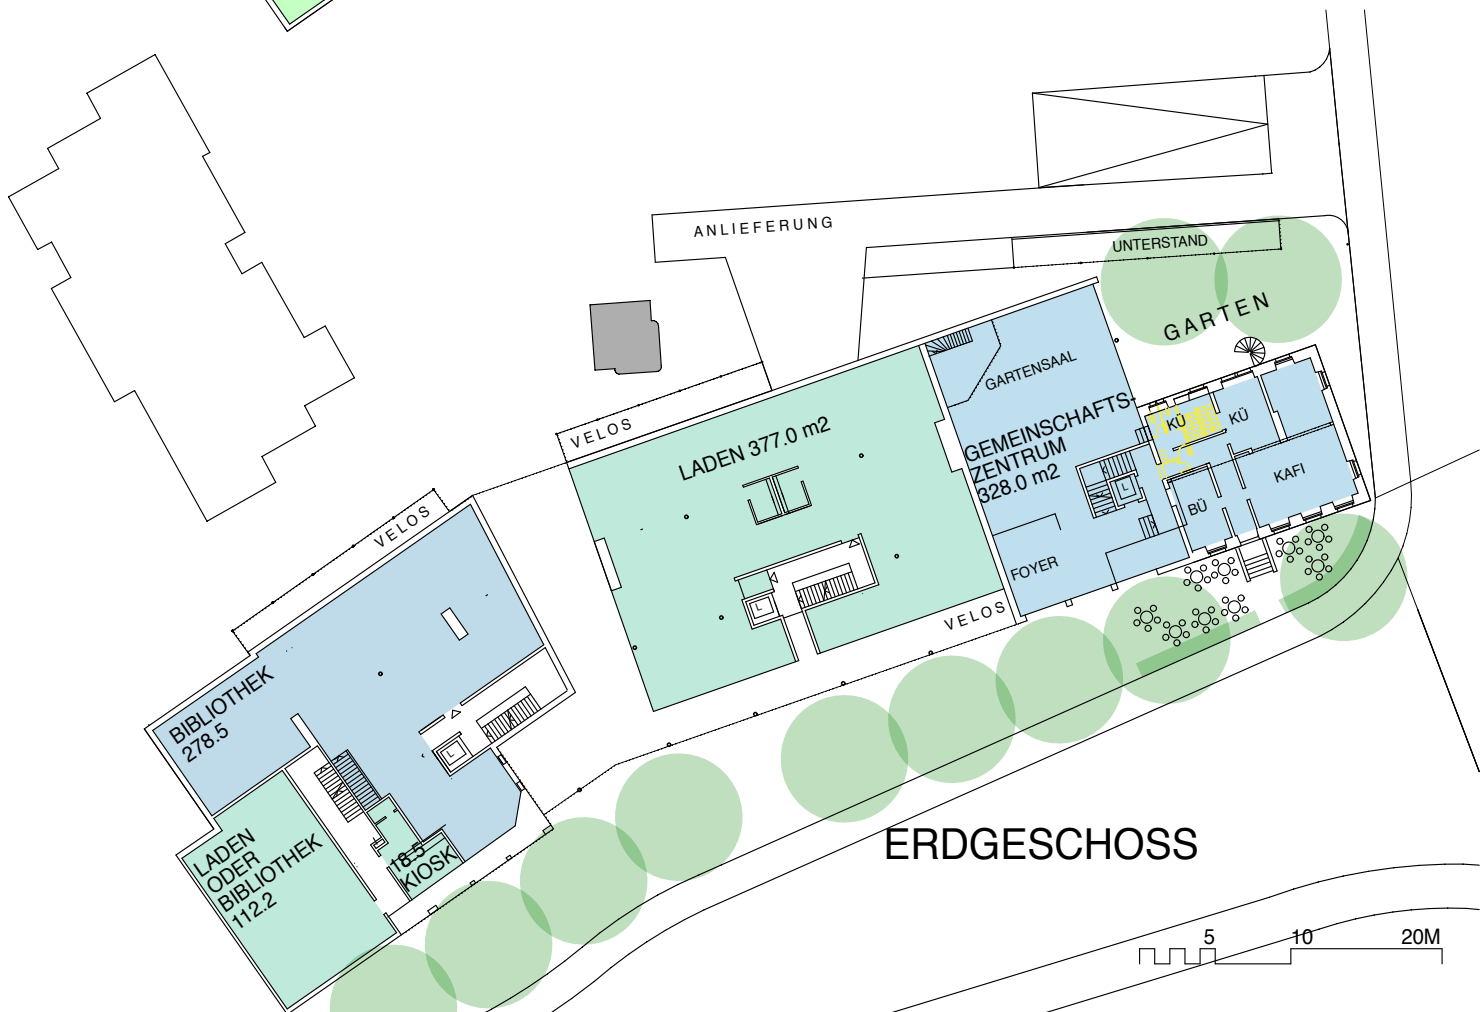 ANLIEFERUNG
UNTERSTAND
GARTEN
GARTENSAAL
VELOS
LADEN 377.0 m2
GEMEINSCHAFTS-
ZENTRUM
328.0 m2
KÜ
KÜ
KAFI
BÜ
L
FOYER
VELOS
L
VELOS
BIBLIOTHEK
278.5
L
LADEN
ODER
BIBLIOTHEK
112.2
18.5
KIOSK
ERDGESCHOSS
5 10 20M